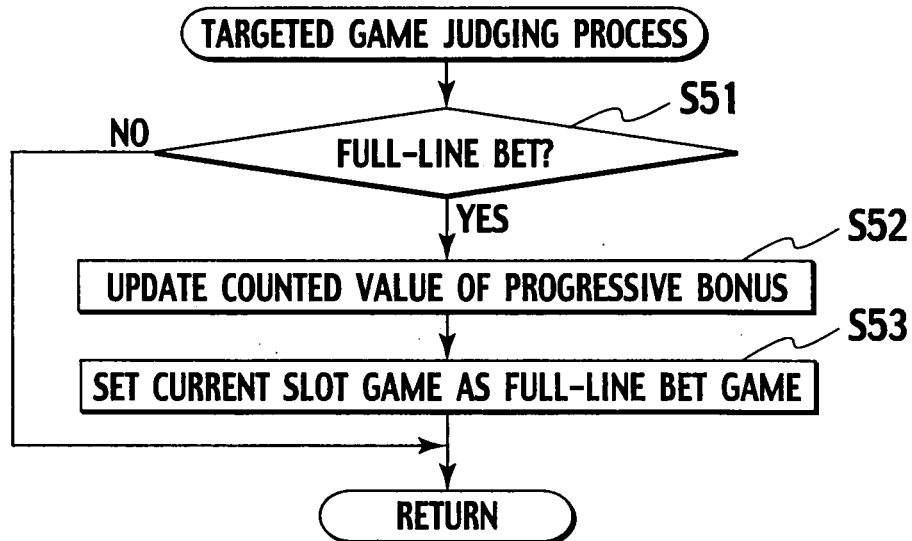 TARGETED GAME JUDGING PROCESS
S51
NO
FULL-LINE BET?
YES
S52
UPDATE COUNTED VALUE OF PROGRESSIVE BONUS
S53
SET CURRENT SLOT GAME AS FULL-LINE BET GAME
RETURN